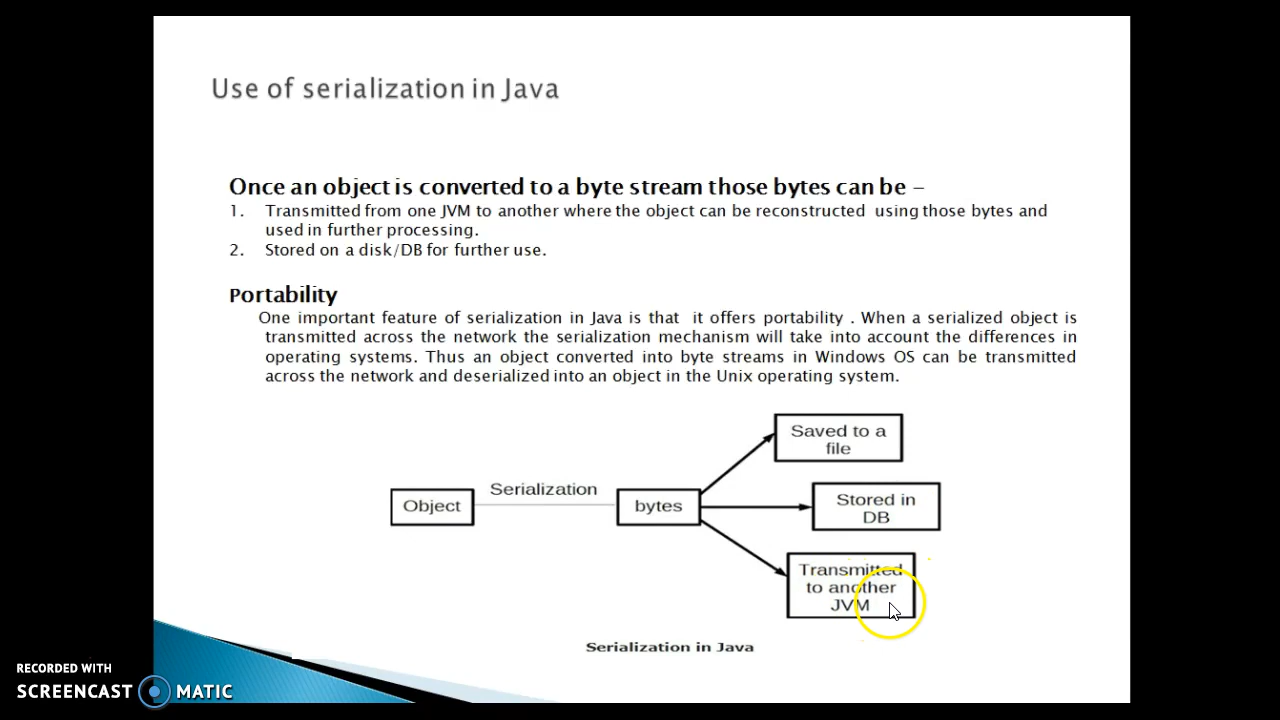 Use of serialization in Java
Once an object is converted to a byte stream those bytes can be –
1. Transmitted from one JVM to another where the object can be reconstructed using those bytes and
used in further processing.
2. Stored on a disk/DB for further use.
Portability
One important feature of serialization in Java is that it offers portability . When a serialized object is
transmitted across the network the serialization mechanism will take into account the differences in
operating systems. Thus an object converted into byte streams in Windows OS can be transmitted
across the network and deserialized into an object in the Unix operating system.
Object
Serialization
bytes
Saved to a
file
Stored in
DB
Transmitted
to another
JVM
Serialization in Java
RECORDED WITH
SCREENCAST MATIC